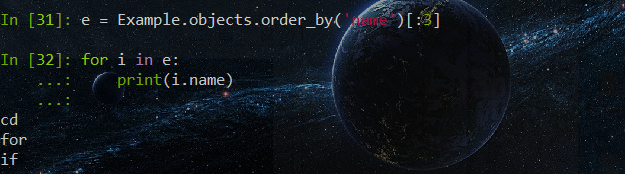 In [31]: e = Example.objects.order_by('name')[:3]
In [32]: for i in e:
    ...:     print(i.name)
    ...:
cd
for
if